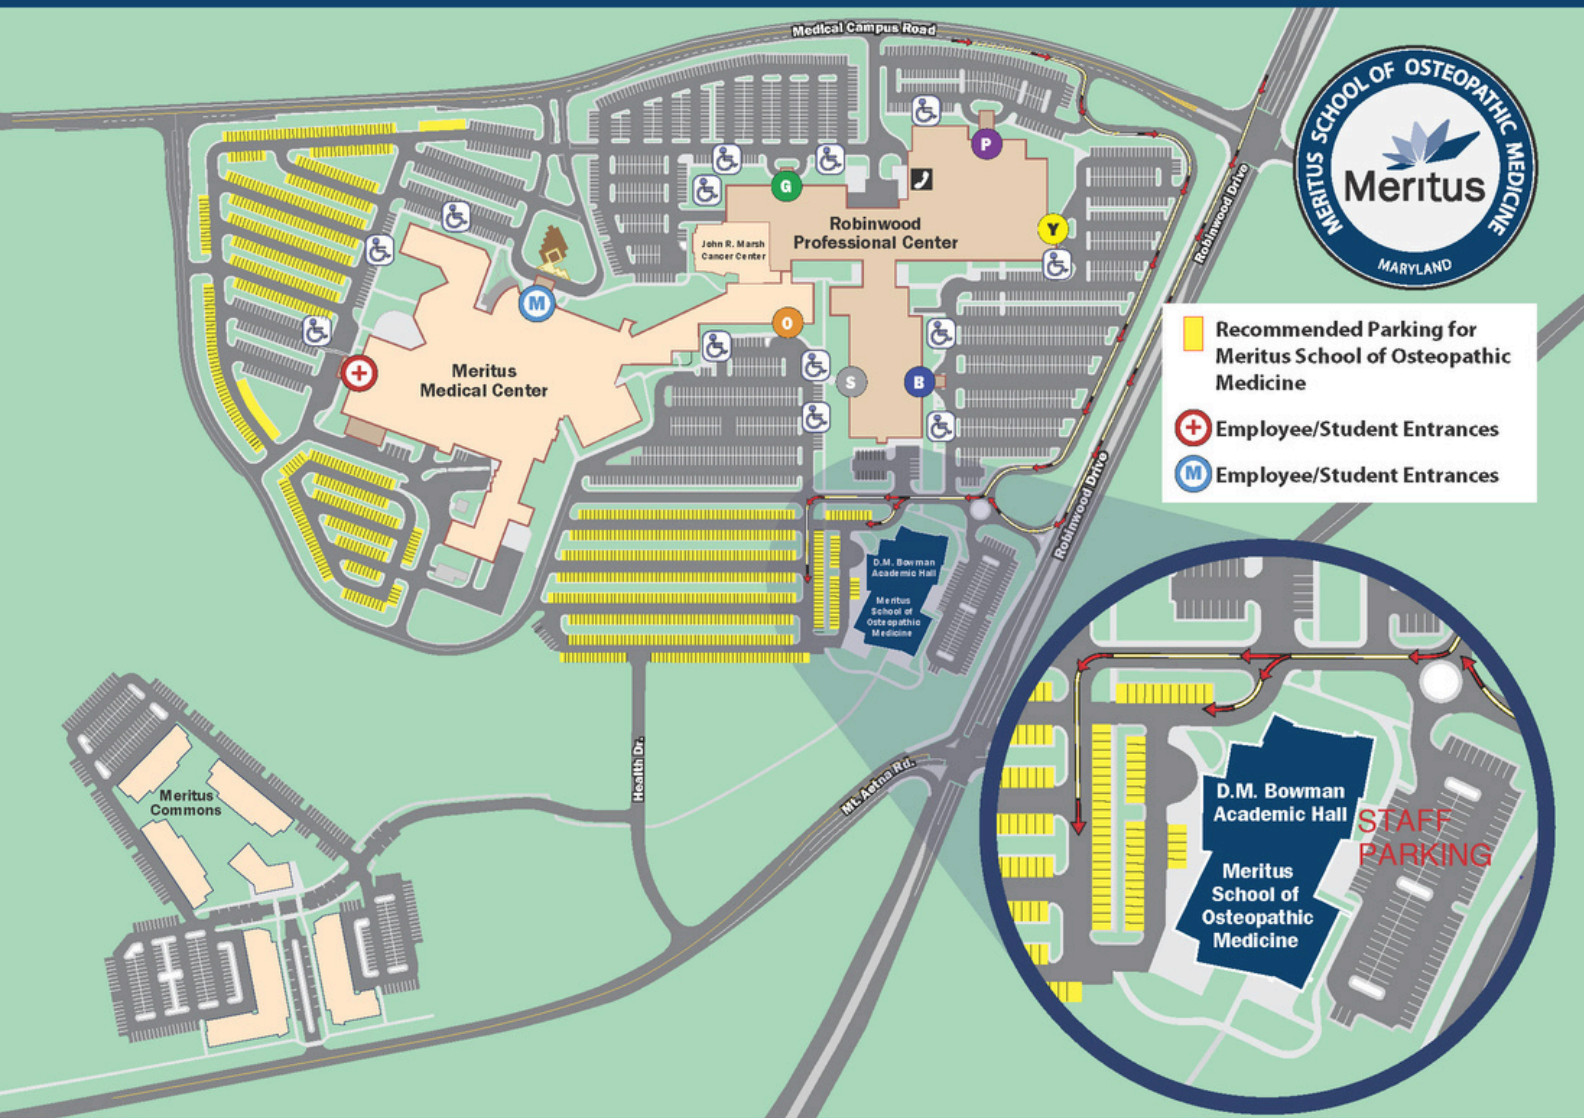 Medical Campus Road
MERITUS SCHOOL OF OSTEOPATHIC MEDICINE
Meritus
MARYLAND
P
G
Y
Robinwood
Professional Center
John R. Marsh
Cancer Center
Robinwood Drive
Robinwood Drive
M
O
S
B
+
Meritus
Medical Center
Recommended Parking for
Meritus School of Osteopathic
Medicine
+ Employee/Student Entrances
M Employee/Student Entrances
Robinwood Drive
D.M. Bowman
Academic Hall
Meritus
School of
Osteopathic
Medicine
Health Dr.
Mt. Aetna Rd.
Meritus
Commons
D.M. Bowman
Academic Hall
STAFF
PARKING
Meritus
School of
Osteopathic
Medicine